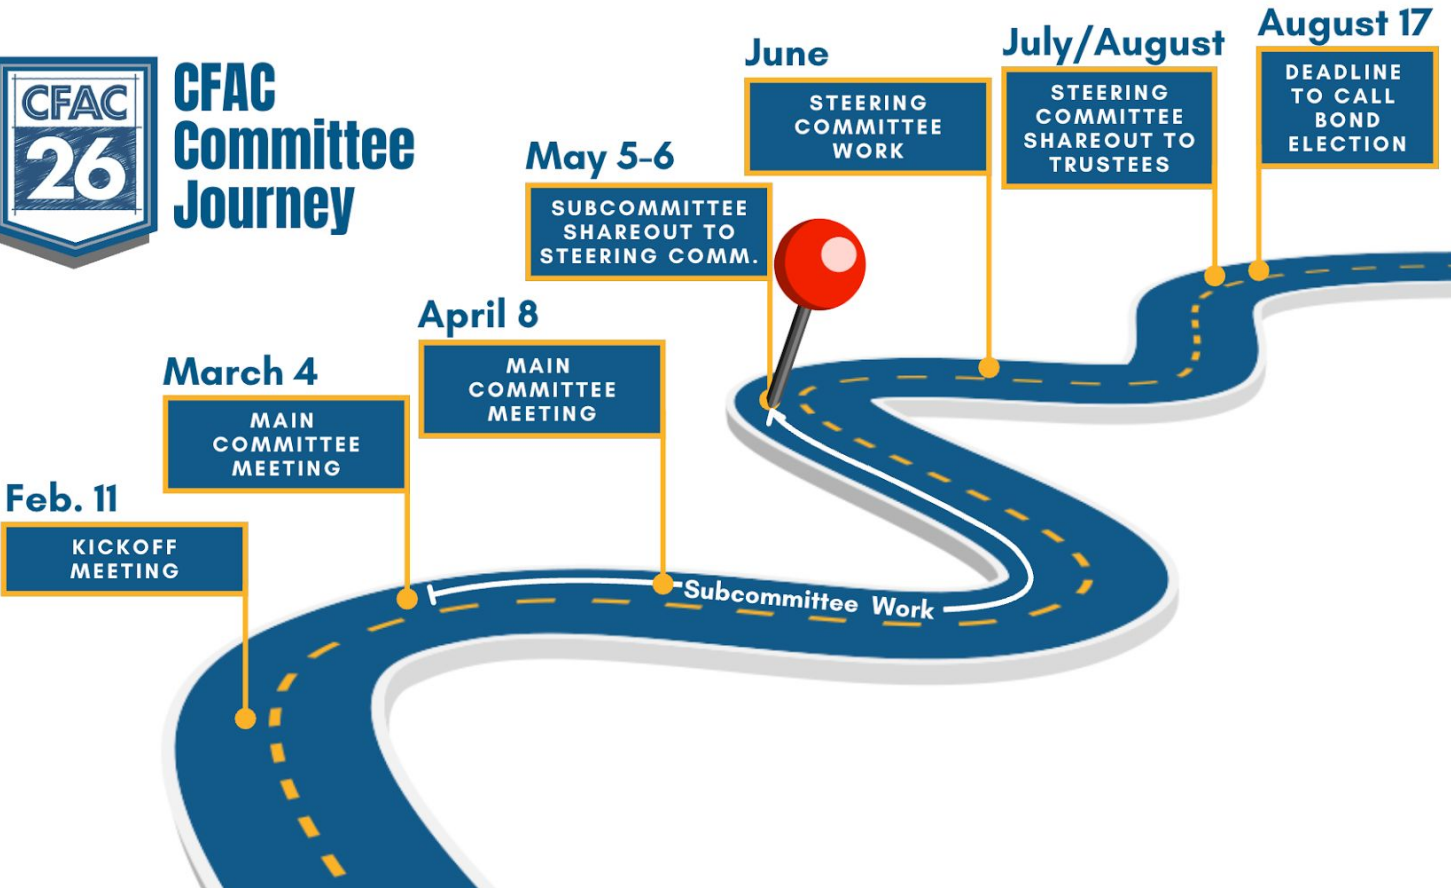 CFAC
26
CFAC
Committee
Journey
Feb. 11
KICKOFF
MEETING
March 4
MAIN
COMMITTEE
MEETING
April 8
MAIN
COMMITTEE
MEETING
May 5-6
SUBCOMMITTEE
SHAREOUT TO
STEERING COMM.
June
STEERING
COMMITTEE
WORK
July/August
STEERING
COMMITTEE
SHAREOUT TO
TRUSTEES
August 17
DEADLINE
TO CALL
BOND
ELECTION
Subcommittee Work